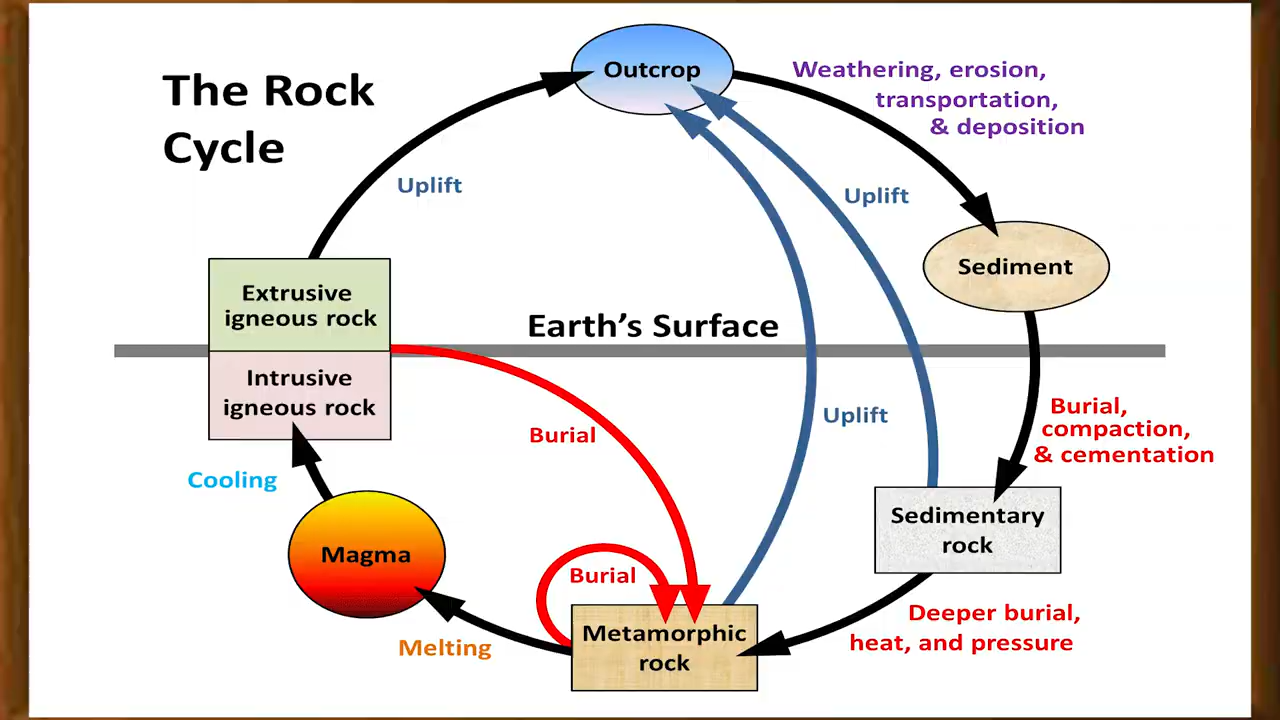 The Rock
Cycle
Outcrop
Weathering, erosion,
transportation,
& deposition
Uplift
Uplift
Sediment
Extrusive
igneous rock
Earth's Surface
Intrusive
igneous rock
Burial
Uplift
Burial,
compaction,
& cementation
Cooling
Sedimentary
rock
Magma
Burial
Deeper burial,
heat, and pressure
Melting
Metamorphic
rock